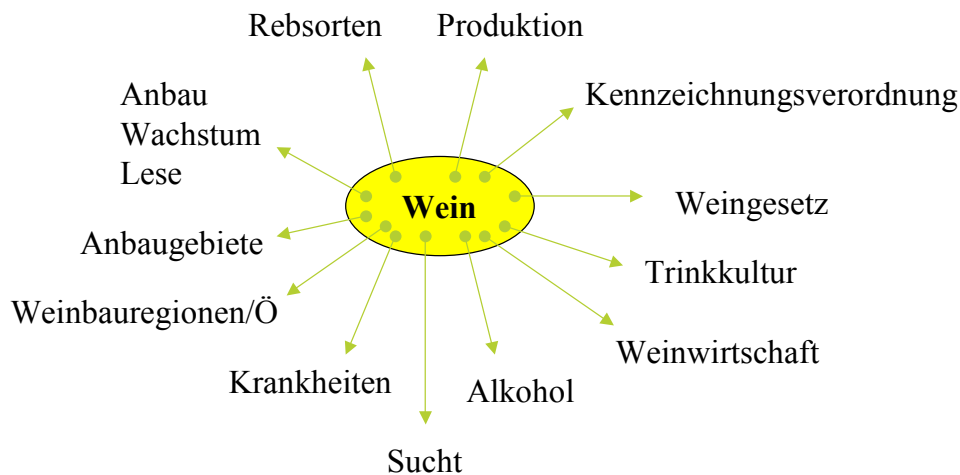 Rebsorten
Produktion
Kennzeichnungsverordnung
Anbau
Wachstum
Lese
Wein
Weingesetz
Anbaugebiete
Trinkkultur
Weinbauregionen/Ö
Weinwirtschaft
Krankheiten
Alkohol
Sucht